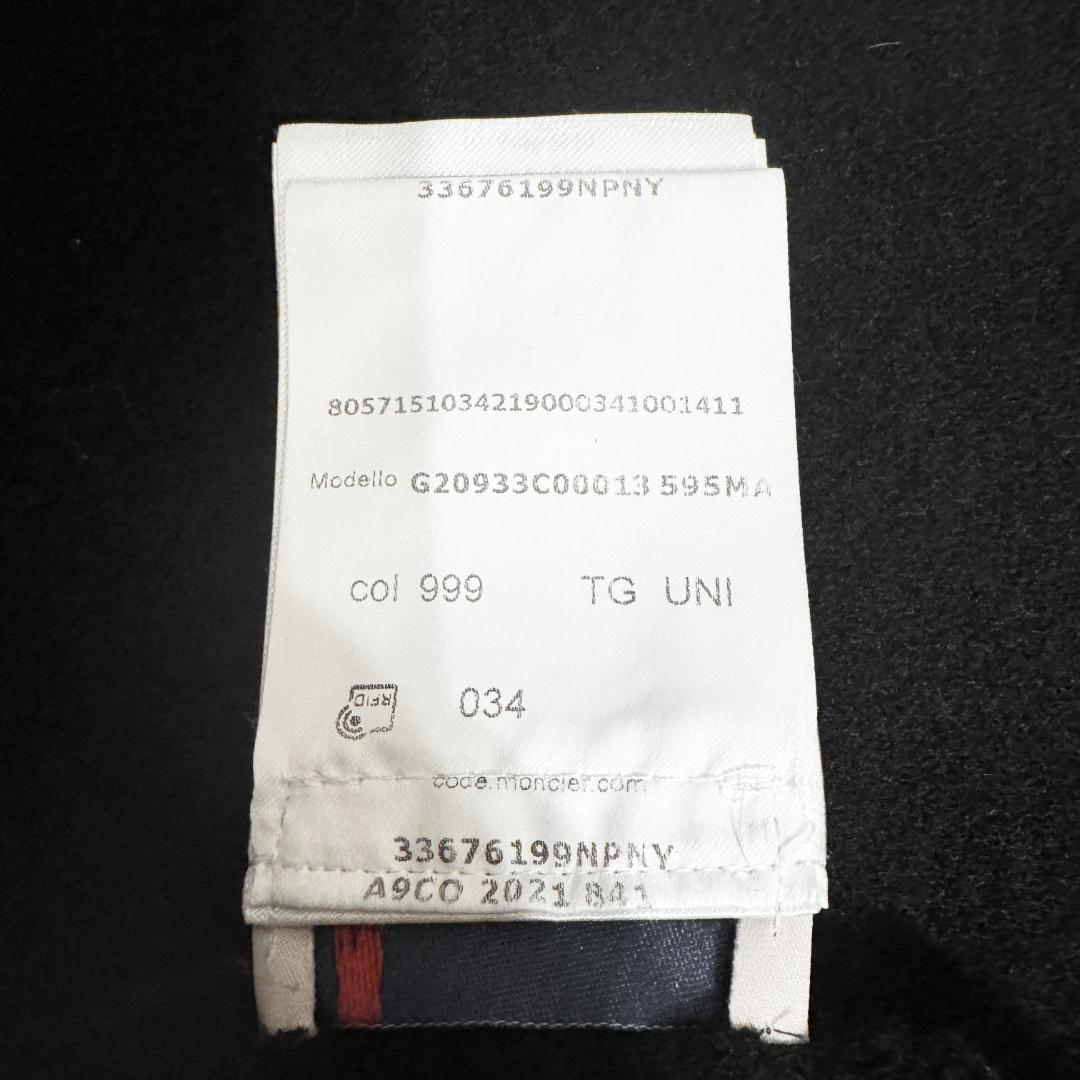 33676199NPNY
8057151034219000341001411
Modello G20933C00013 595MA
col 999 TG UNI
RFID
034
code.moncler.com
33676199NPNY
A9CO 2021 841